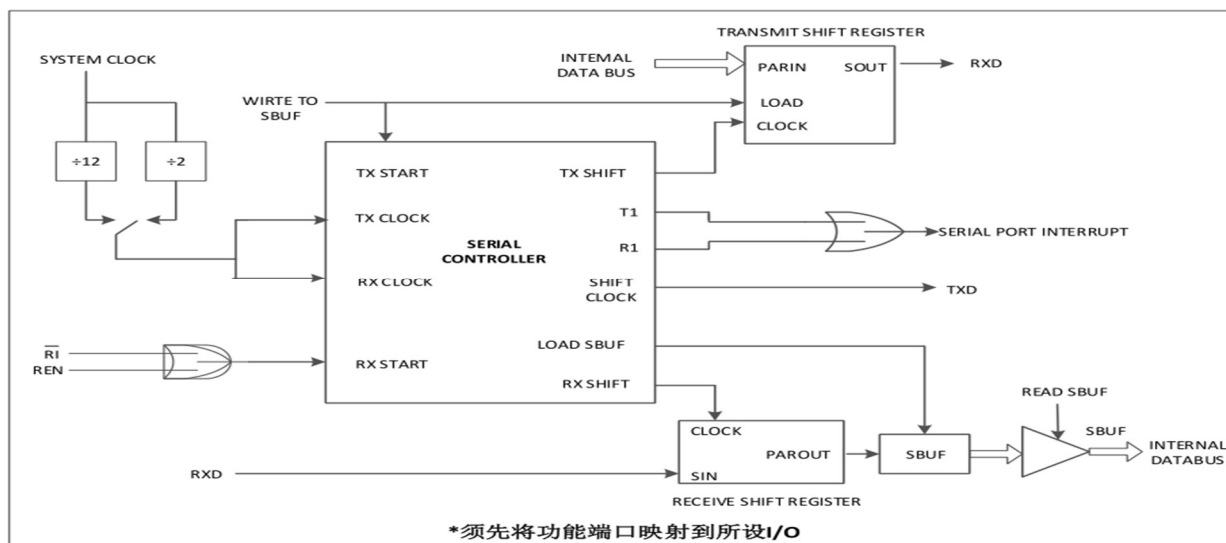 SYSTEM CLOCK
÷12
÷2
WIRTE TO
SBUF
INTEMAL
DATA BUS
TRANSMIT SHIFT REGISTER
PARIN
SOUT
LOAD
CLOCK
RXD
TX START
TX SHIFT
TX CLOCK
T1
SERIAL
CONTROLLER
R1
RX CLOCK
SHIFT
CLOCK
SERIAL PORT INTERRUPT
TXD
RI
REN
RX START
LOAD SBUF
RX SHIFT
READ SBUF
RXD
CLOCK
PAROUT
SIN
SBUF
SBUF
INTERNAL
DATABUS
RECEIVE SHIFT REGISTER
*须先将功能端口映射到所设I/O